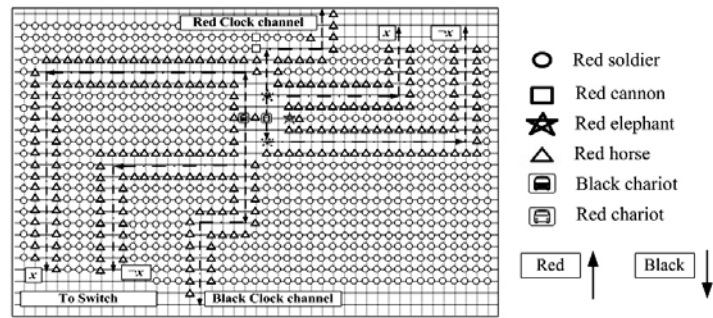 Red Clock channel
x
¬x
Red soldier
Red cannon
Red elephant
Red horse
Black chariot
Red chariot
Red
Black
x
¬x
To Switch
Black Clock channel